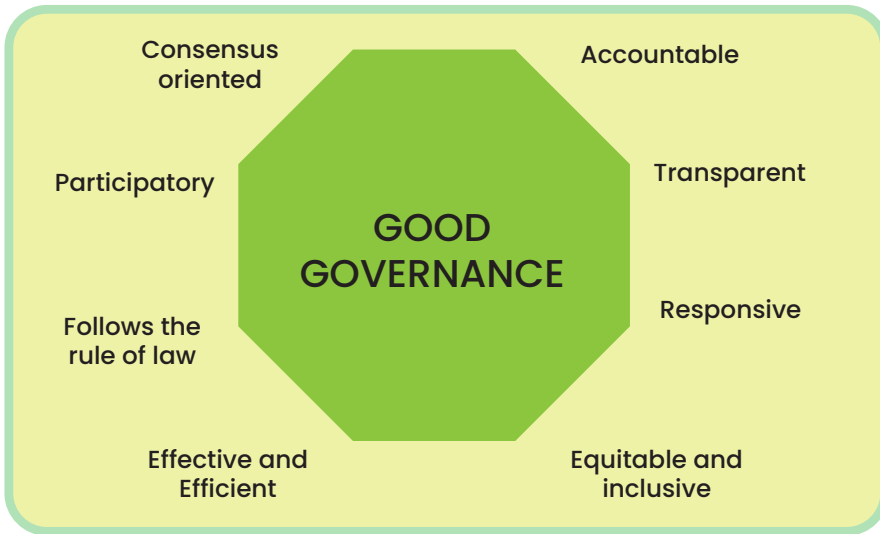 Consensus
oriented
Accountable
Participatory
Transparent
GOOD
GOVERNANCE
Follows the
rule of law
Responsive
Effective and
Efficient
Equitable and
inclusive